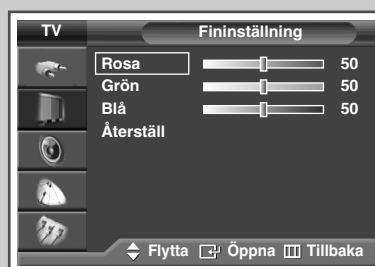 TV Fininställning
Rosa 50
Grön 50
Blå 50
Återställ
Flytta Öppna Tillbaka